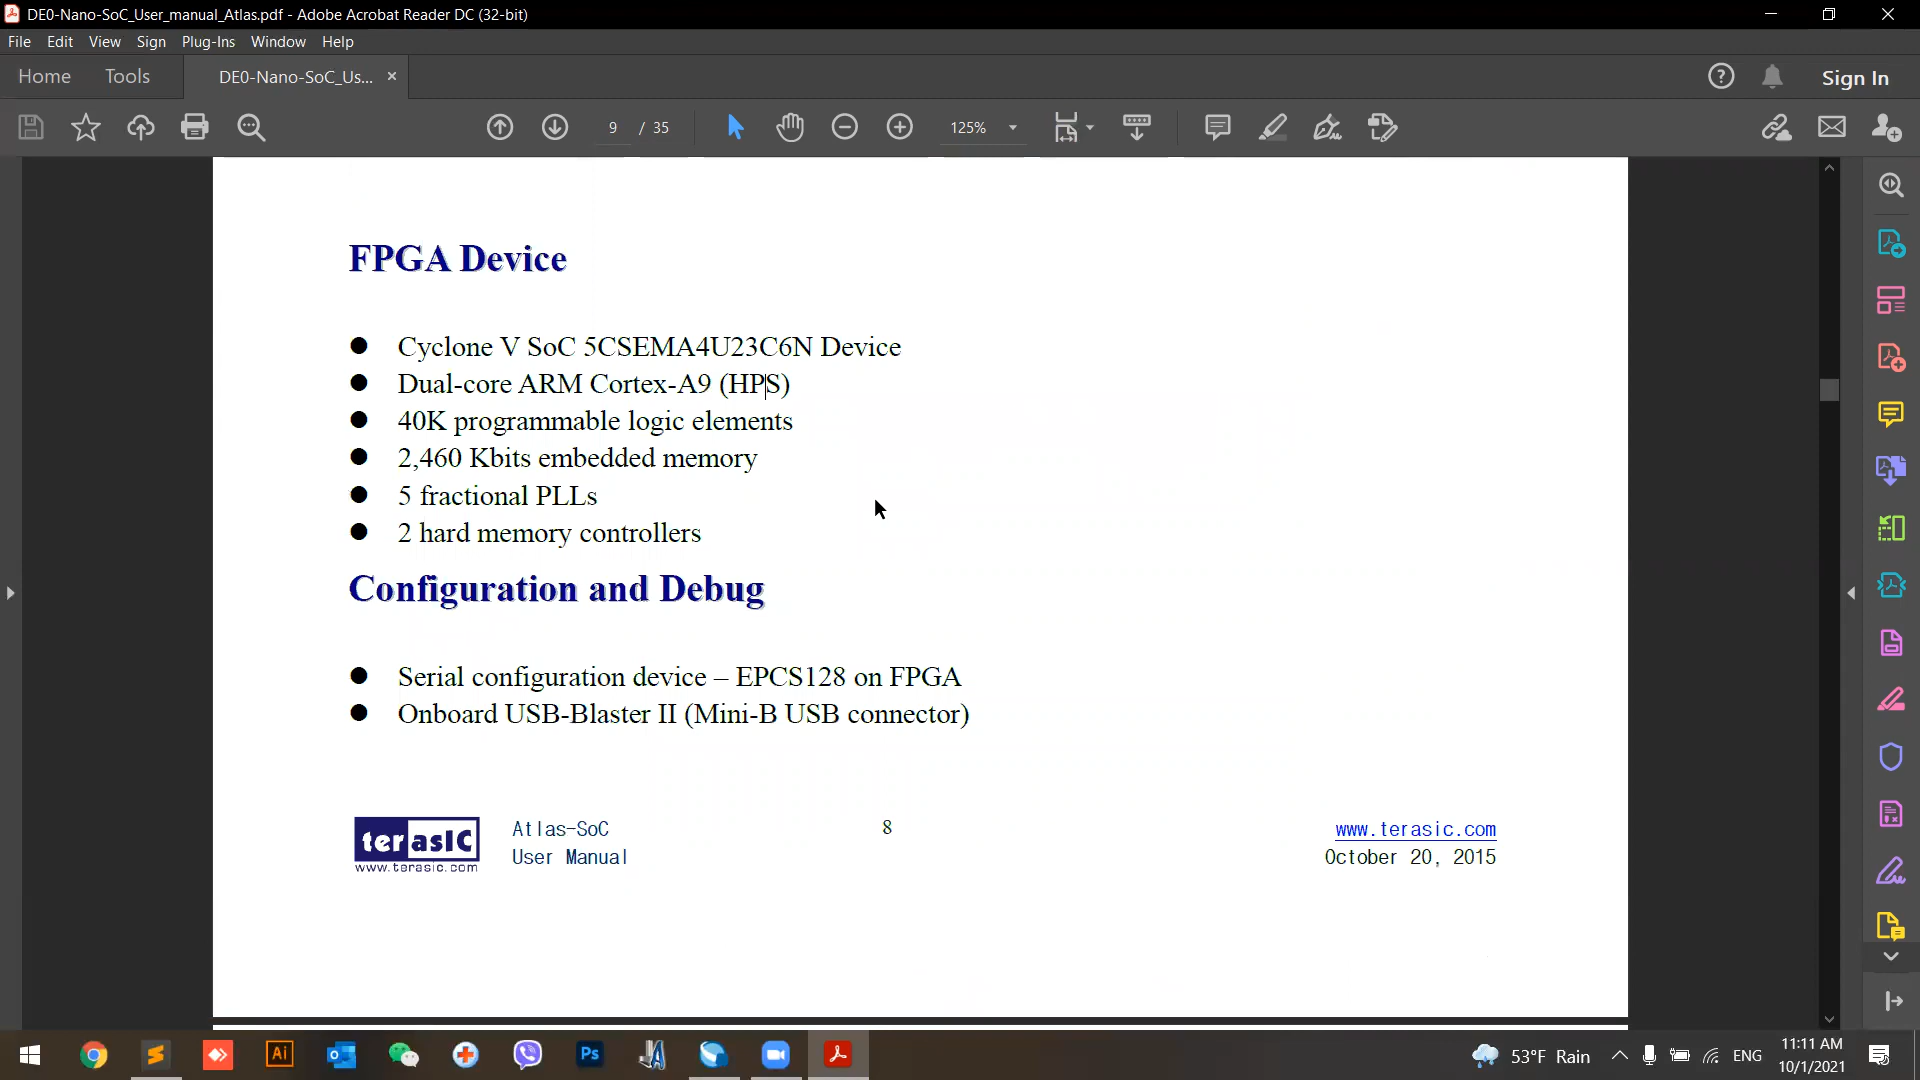 DE0-Nano-SoC_User_manual_Atlas.pdf - Adobe Acrobat Reader DC (32-bit)
File Edit View Sign Plug-Ins Window Help
Home Tools DE0-Nano-SoC_Us... × Sign In
9 / 35 125%
FPGA Device
● Cyclone V SoC 5CSEMA4U23C6N Device
● Dual-core ARM Cortex-A9 (HPS)
● 40K programmable logic elements
● 2,460 Kbits embedded memory
● 5 fractional PLLs
● 2 hard memory controllers
Configuration and Debug
● Serial configuration device – EPCS128 on FPGA
● Onboard USB-Blaster II (Mini-B USB connector)
terasIC
www.terasic.com
Atlas-SoC
User Manual
8
www.terasic.com
October 20, 2015
Ai Ps
53°F Rain ENG
11:11 AM
10/1/2021